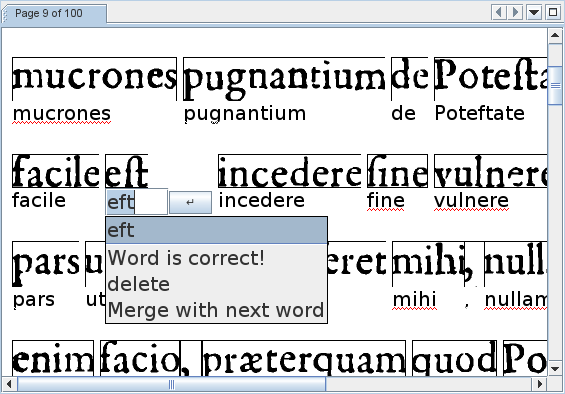 Page 9 of 100
mucrones pugnantium de Poteſta
mucrones pugnantium de Poteftate
facile eſt incedere ſine vulnere
facile eft incedere fine vulnere
eft
Word is correct!
delete
Merge with next word
pars u eret mihi, null
pars ut mihi , nullam
enim facio, præterquam quod Po